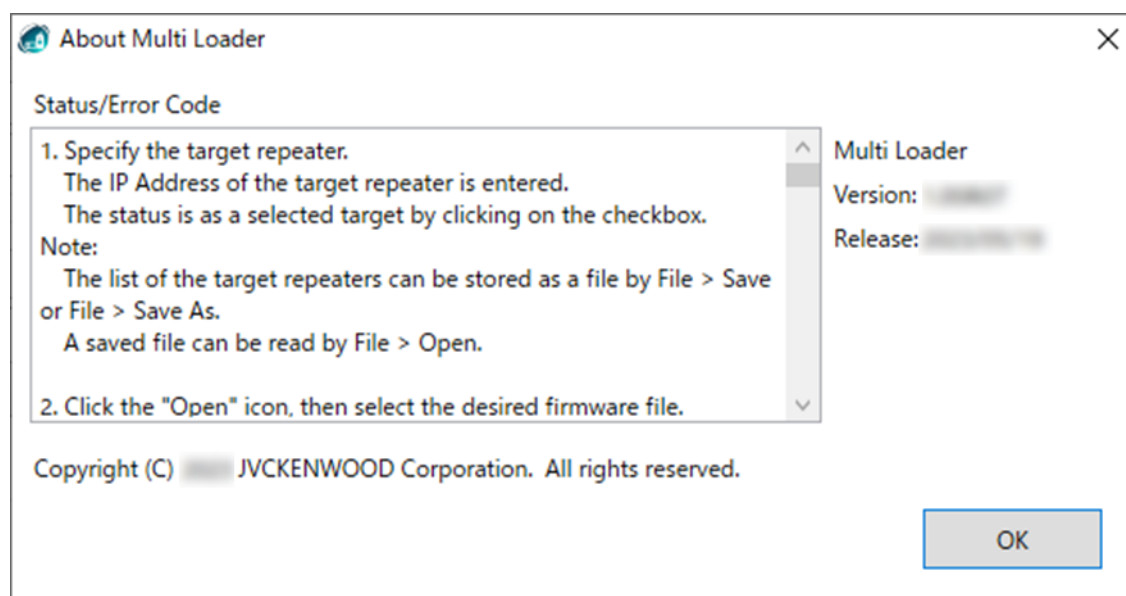 About Multi Loader
Status/Error Code
1. Specify the target repeater.
The IP Address of the target repeater is entered.
The status is as a selected target by clicking on the checkbox.
Note:
The list of the target repeaters can be stored as a file by File > Save
or File > Save As.
A saved file can be read by File > Open.
2. Click the "Open" icon, then select the desired firmware file.
Multi Loader
Version:
Release:
Copyright (C) JVCKENWOOD Corporation. All rights reserved.
OK